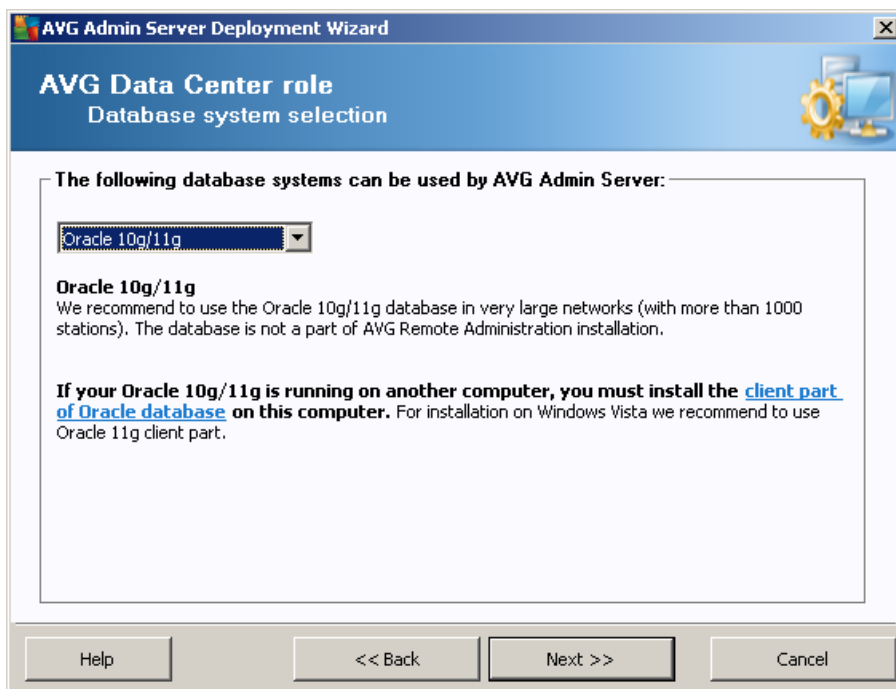 AVG Admin Server Deployment Wizard
AVG Data Center role
Database system selection
The following database systems can be used by AVG Admin Server:
Oracle 10g/11g
Oracle 10g/11g
We recommend to use the Oracle 10g/11g database in very large networks (with more than 1000
stations). The database is not a part of AVG Remote Administration installation.
If your Oracle 10g/11g is running on another computer, you must install the client part
of Oracle database on this computer. For installation on Windows Vista we recommend to use
Oracle 11g client part.
Help
<< Back
Next >>
Cancel